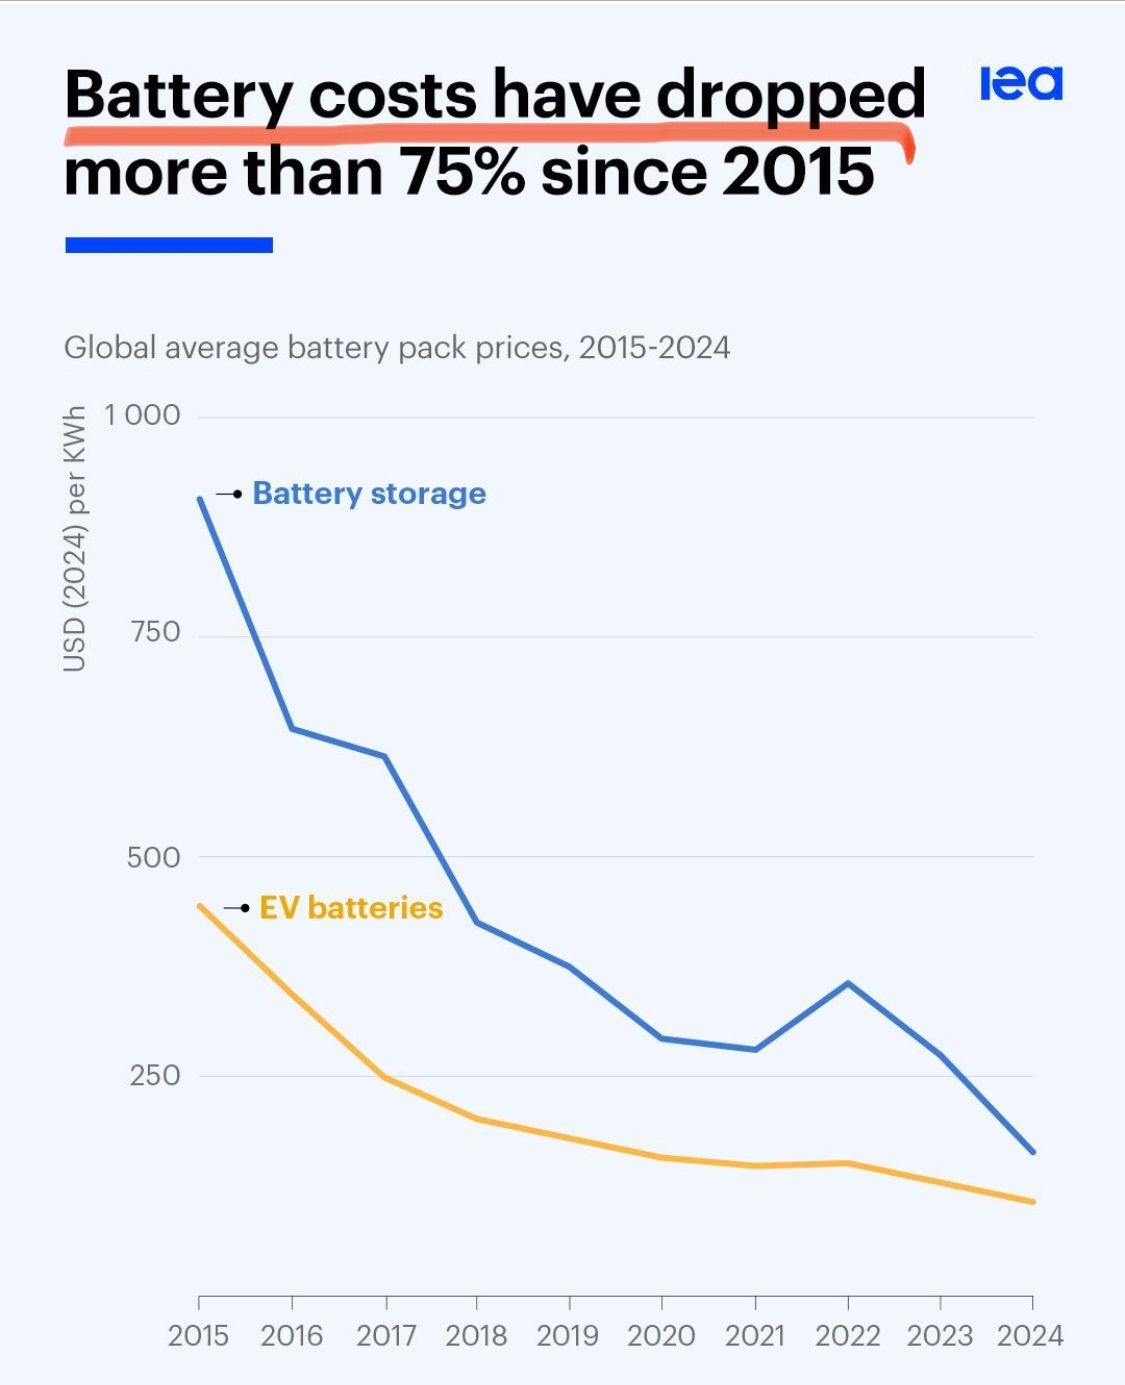 Battery costs have dropped
more than 75% since 2015
iea
Global average battery pack prices, 2015-2024
USD (2024) per KWh
1 000
Battery storage
750
500
EV batteries
250
2015 2016 2017 2018 2019 2020 2021 2022 2023 2024